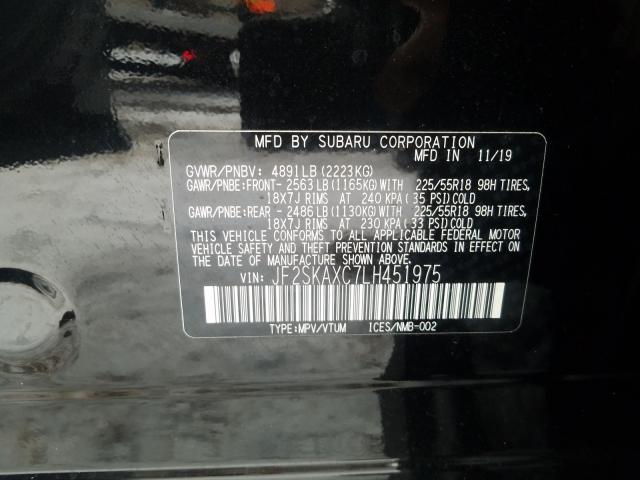 MFD BY SUBARU CORPORATION
MFD IN 11/19
GVWR/PNBV: 4891LB (2223KG)
GAWR/PNBE:FRONT- 2563 LB (1165KG) WITH 225/55R18 98H TIRES,
18X7J RIMS AT 240 KPA (35 PSI) COLD
GAWR/PNBE:REAR - 2486 LB (1130KG) WITH 225/55R18 98H TIRES,
18X7J RIMS AT 230 KPA (33 PSI) COLD
THIS VEHICLE CONFORMS TO ALL APPLICABLE FEDERAL MOTOR
VEHICLE SAFETY AND THEFT PREVENTION STANDARDS IN EFFECT ON
THE DATE OF MANUFACTURE SHOWN ABOVE.
VIN: JF2SKAXC7LH451975
TYPE:MPV/VTUM ICES/NMB-002